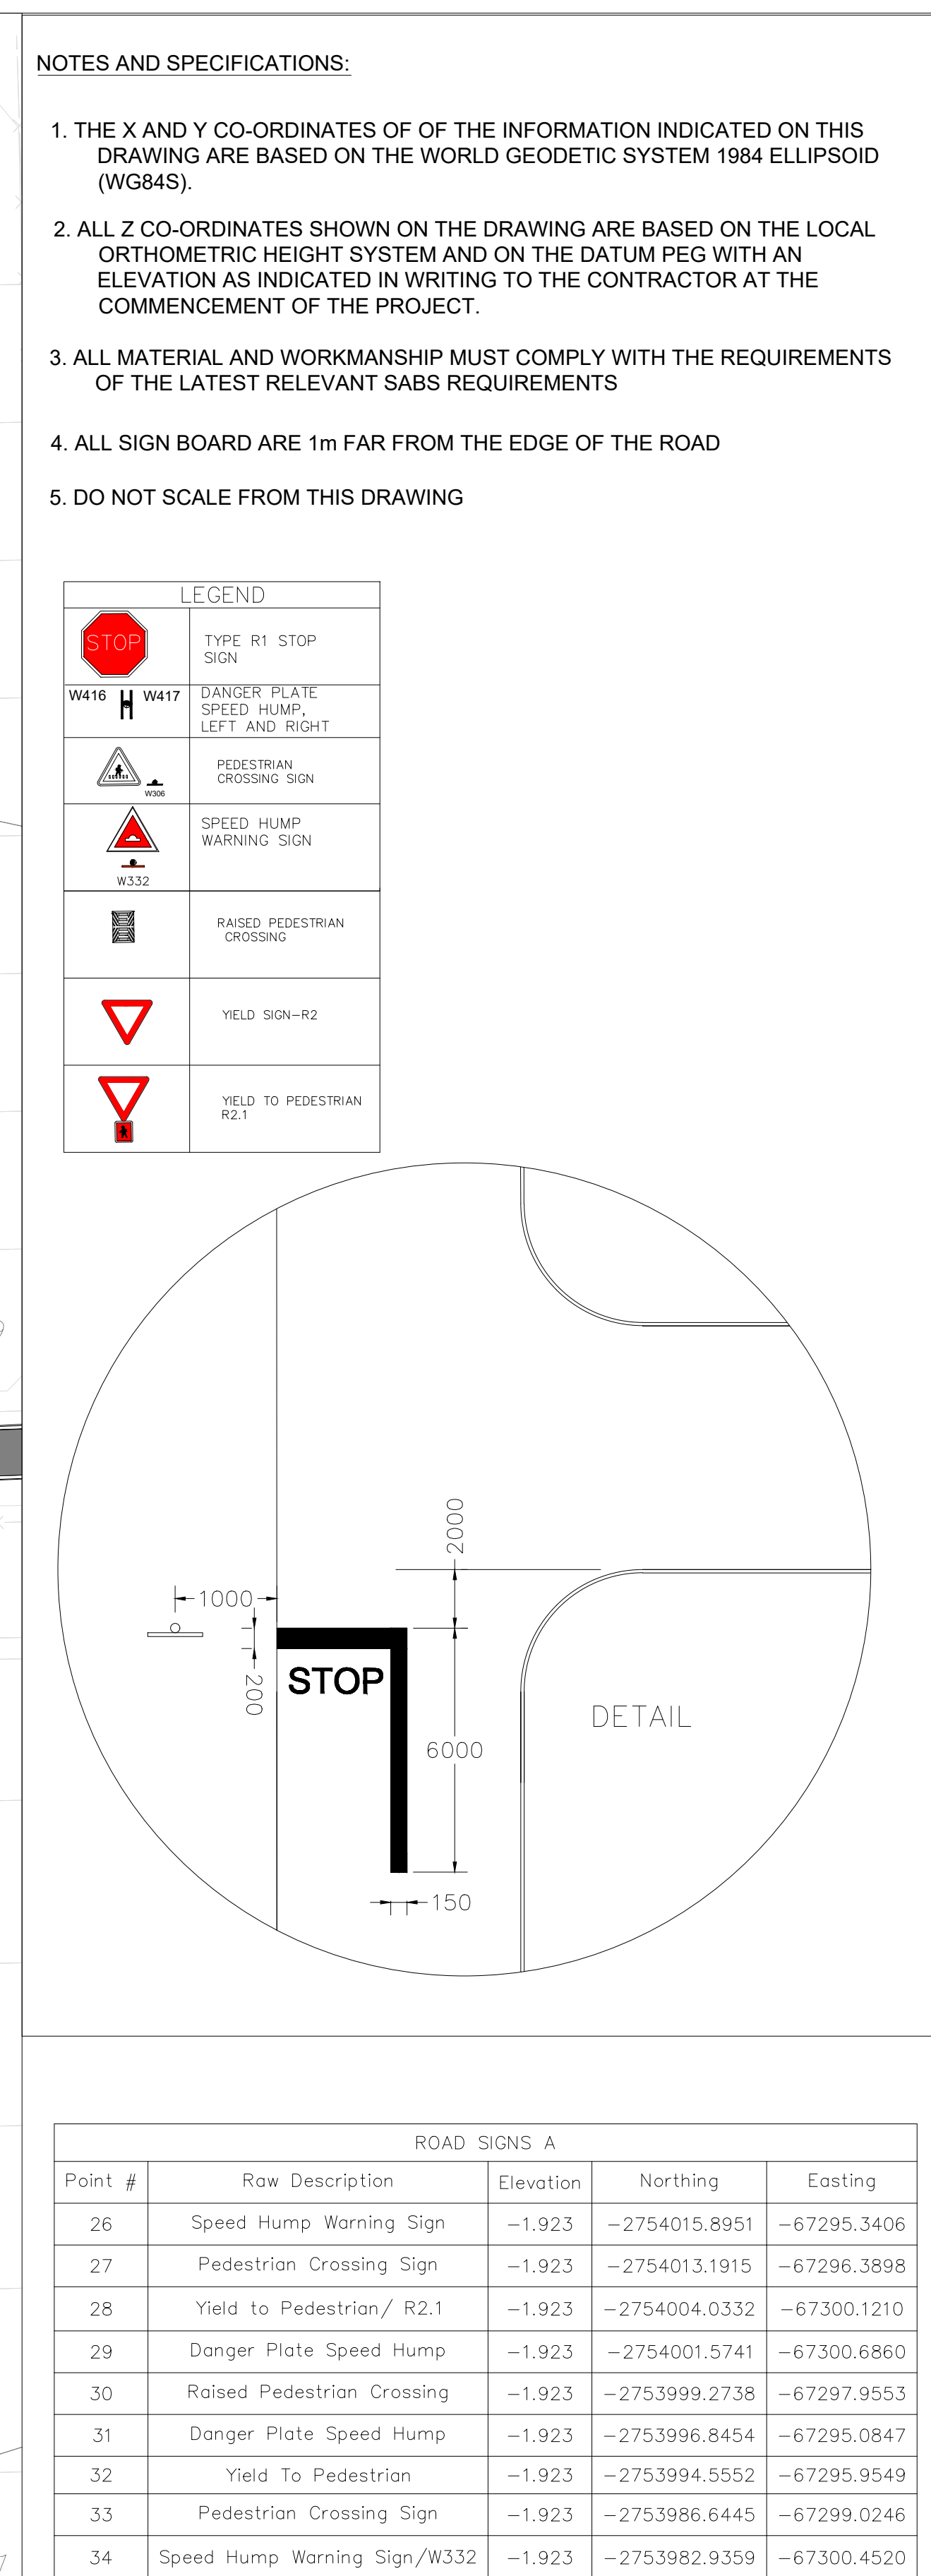 NOTES AND SPECIFICATIONS:
1. THE X AND Y CO-ORDINATES OF OF THE INFORMATION INDICATED ON THIS
DRAWING ARE BASED ON THE WORLD GEODETIC SYSTEM 1984 ELLIPSOID
(WG84S).
2. ALL Z CO-ORDINATES SHOWN ON THE DRAWING ARE BASED ON THE LOCAL
ORTHOMETRIC HEIGHT SYSTEM AND ON THE DATUM PEG WITH AN
ELEVATION AS INDICATED IN WRITING TO THE CONTRACTOR AT THE
COMMENCEMENT OF THE PROJECT.
3. ALL MATERIAL AND WORKMANSHIP MUST COMPLY WITH THE REQUIREMENTS
OF THE LATEST RELEVANT SABS REQUIREMENTS
4. ALL SIGN BOARD ARE 1m FAR FROM THE EDGE OF THE ROAD
5. DO NOT SCALE FROM THIS DRAWING
LEGEND
STOP
TYPE R1 STOP
SIGN
W416 W417
DANGER PLATE
SPEED HUMP,
LEFT AND RIGHT
W306
PEDESTRIAN
CROSSING SIGN
W332
SPEED HUMP
WARNING SIGN
RAISED PEDESTRIAN
CROSSING
YIELD SIGN-R2
YIELD TO PEDESTRIAN
R2.1
2000
1000
200
STOP
6000
150
DETAIL
ROAD SIGNS A
Point # Raw Description Elevation Northing Easting
26 Speed Hump Warning Sign -1.923 -2754015.8951 -67295.3406
27 Pedestrian Crossing Sign -1.923 -2754013.1915 -67296.3898
28 Yield to Pedestrian/ R2.1 -1.923 -2754004.0332 -67300.1210
29 Danger Plate Speed Hump -1.923 -2754001.5741 -67300.6860
30 Raised Pedestrian Crossing -1.923 -2753999.2738 -67297.9553
31 Danger Plate Speed Hump -1.923 -2753996.8454 -67295.0847
32 Yield To Pedestrian -1.923 -2753994.5552 -67295.9549
33 Pedestrian Crossing Sign -1.923 -2753986.6445 -67299.0246
34 Speed Hump Warning Sign/W332 -1.923 -2753982.9359 -67300.4520